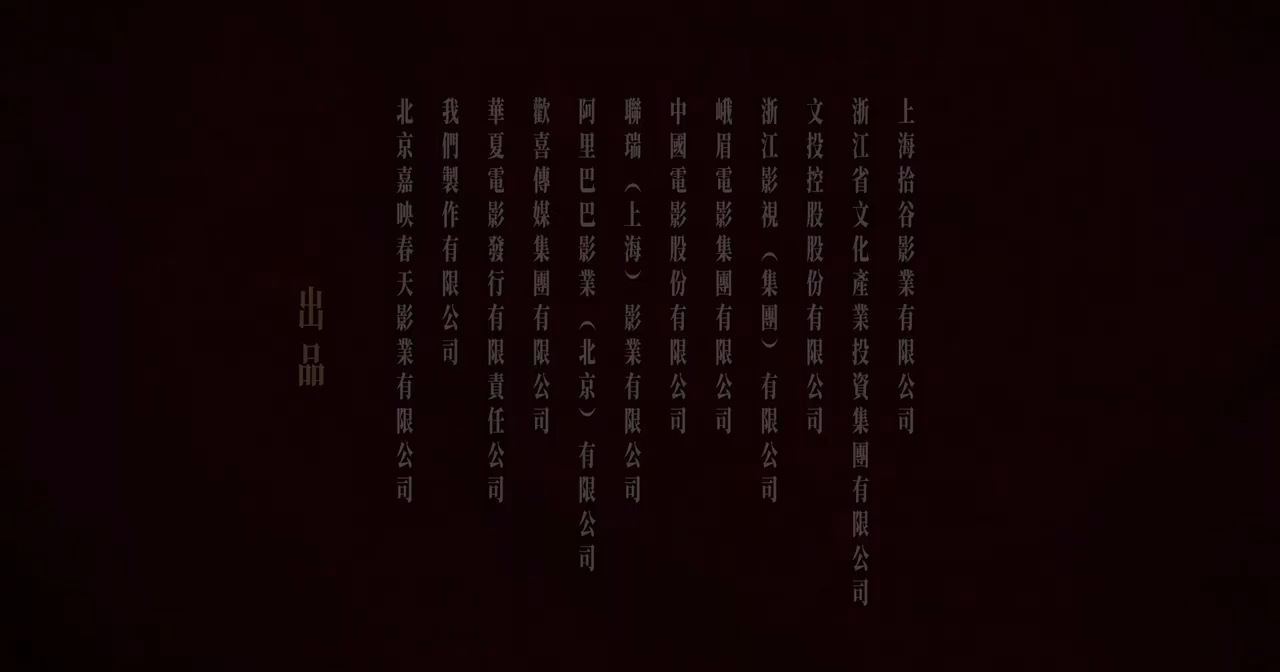 上海拾谷影業有限公司
浙江省文化產業投資集團有限公司
文投控股股份有限公司
浙江影視（集團）有限公司
峨眉電影集團有限公司
中國電影股份有限公司
聯瑞（上海）影業有限公司
阿里巴巴影業（北京）有限公司
歡喜傳媒集團有限公司
華夏電影發行有限責任公司
我們製作有限公司
北京嘉映春天影業有限公司
出品